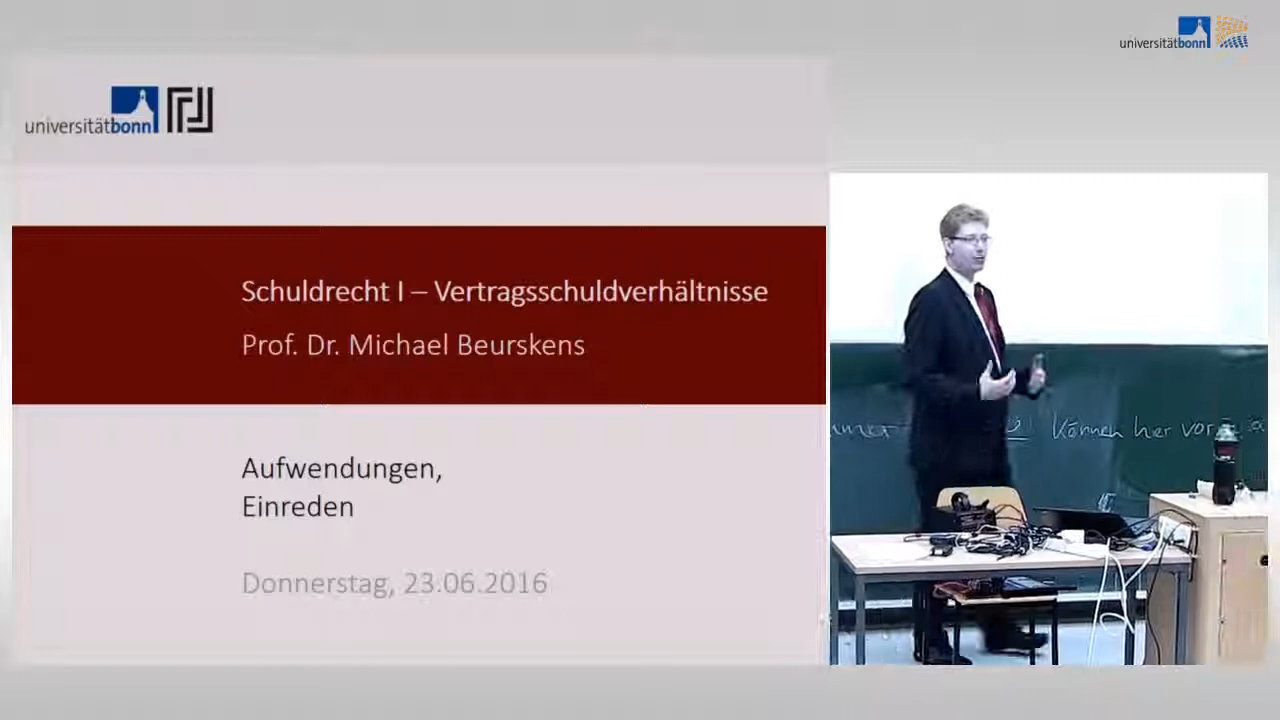 universitätbonn
universitätbonn
Schuldrecht I – Vertragsschuldverhältnisse
Prof. Dr. Michael Beurskens
Aufwendungen,
Einreden
Donnerstag, 23.06.2016
Können her vor